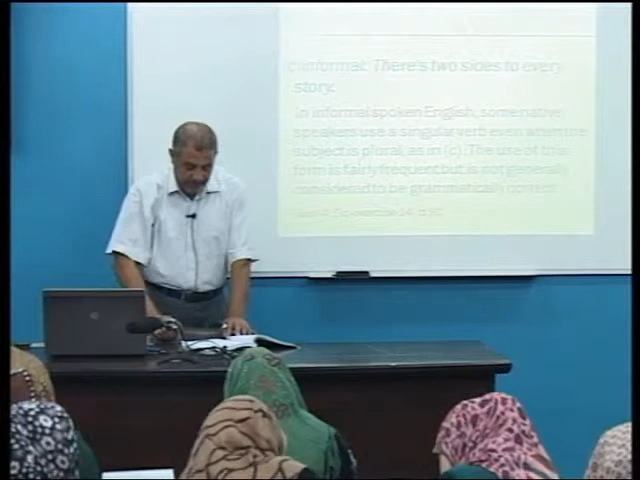 c. informal: There's two sides to every
story.
In informal spoken English, some native
speakers use a singular verb even when the
subject is plural, as in (c). The use of this
form is fairly frequent but is not generally
considered to be grammatically correct.